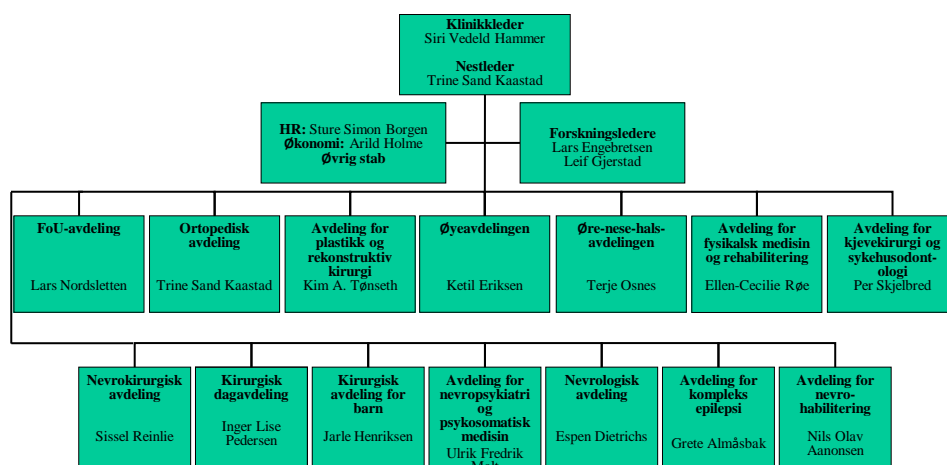 Klinikkleder
Siri Vedeld Hammer
Nestleder
Trine Sand Kaastad
HR: Sture Simon Borgen
Økonomi: Arild Holme
Øvrig stab
Forskningsledere
Lars Engebretsen
Leif Gjerstad
FoU-avdeling
Lars Nordsletten
Ortopedisk
avdeling
Trine Sand Kaastad
Avdeling for
plastikk og
rekonstruktiv
kirurgi
Kim A. Tønseth
Øyeavdelingen
Ketil Eriksen
Øre-nese-hals-
avdelingen
Terje Osnes
Avdeling for
fysikalsk medisin
og rehabilitering
Ellen-Cecilie Røe
Avdeling for
kjevekirurgi og
sykehusodont-
ologi
Per Skjelbred
Nevrokirurgisk
avdeling
Sissel Reinlie
Kirurgisk
dagavdeling
Inger Lise
Pedersen
Kirurgisk
avdeling for
barn
Jarle Henriksen
Avdeling for
nevropsykiatri
og
psykosomatisk
medisin
Ulrik Fredrik
Nevrologisk
avdeling
Espen Dietrichs
Avdeling for
kompleks
epilepsi
Grete Almåsbak
Avdeling for
nevro-
habilitering
Nils Olav
Aanonsen